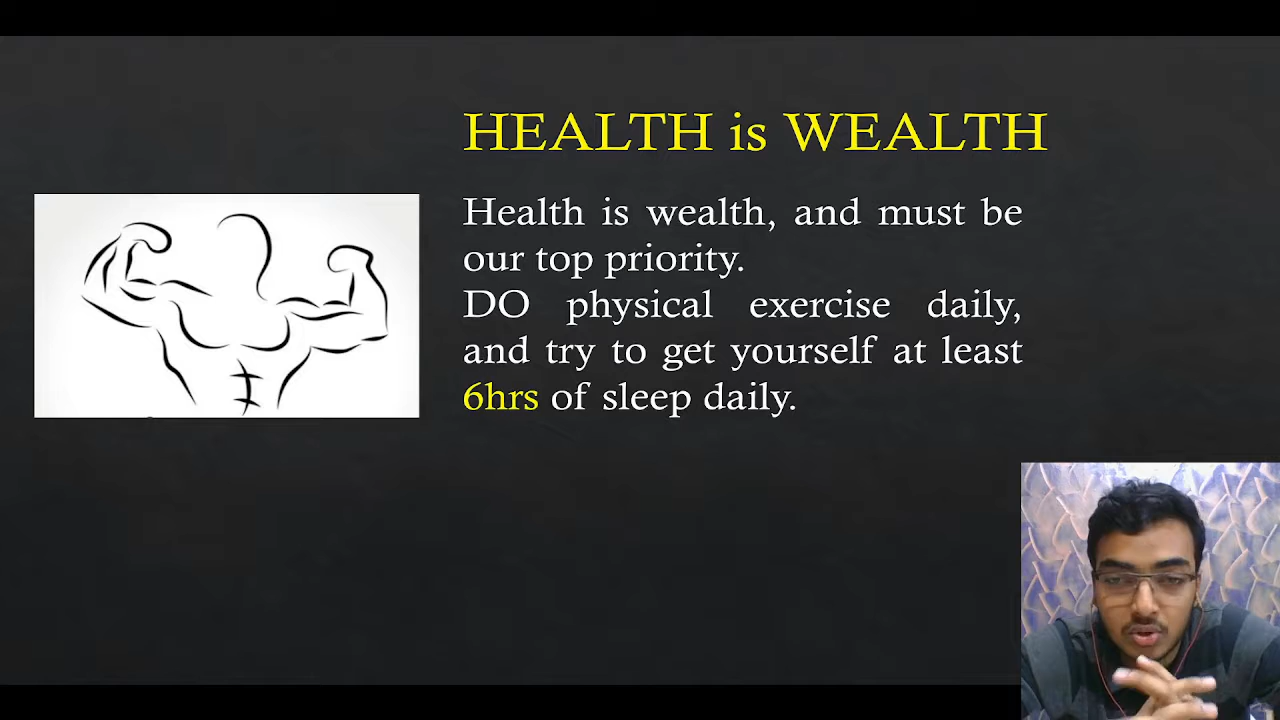 HEALTH is WEALTH
Health is wealth, and must be
our top priority.
DO physical exercise daily,
and try to get yourself at least
6hrs of sleep daily.